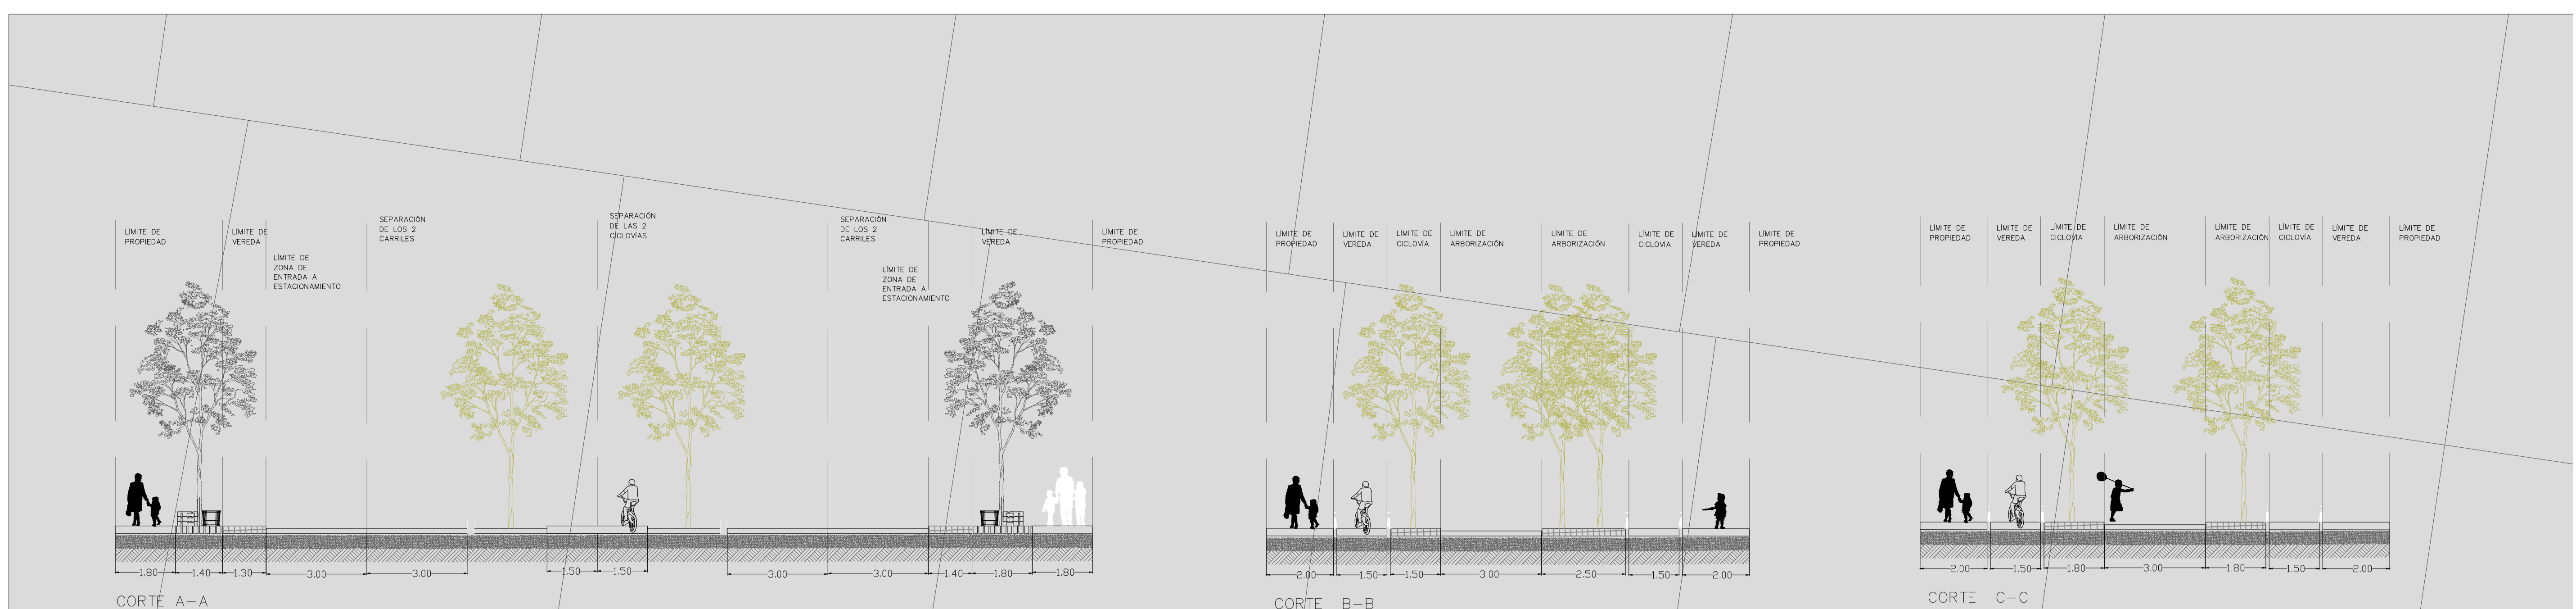 LÍMITE DE
PROPIEDAD
LÍMITE DE
VEREDA
LÍMITE DE
ZONA DE
ENTRADA A
ESTACIONAMIENTO
SEPARACIÓN
DE LOS 2
CARRILES
SEPARACIÓN
DE LAS 2
CICLOVÍAS
SEPARACIÓN
DE LOS 2
CARRILES
LÍMITE DE
ZONA DE
ENTRADA A
ESTACIONAMIENTO
LÍMITE DE
VEREDA
LÍMITE DE
PROPIEDAD
1.80
1.40
1.30
3.00
3.00
1.50
1.50
3.00
3.00
1.40
1.80
1.80
CORTE A-A
LÍMITE DE
PROPIEDAD
LÍMITE DE
VEREDA
LÍMITE DE
CICLOVÍA
LÍMITE DE
ARBORIZACIÓN
LÍMITE DE
ARBORIZACIÓN
LÍMITE DE
CICLOVÍA
LÍMITE DE
VEREDA
LÍMITE DE
PROPIEDAD
2.00
1.50
1.50
3.00
2.50
1.50
2.00
CORTE B-B
LÍMITE DE
PROPIEDAD
LÍMITE DE
VEREDA
LÍMITE DE
CICLOVÍA
LÍMITE DE
ARBORIZACIÓN
LÍMITE DE
ARBORIZACIÓN
LÍMITE DE
CICLOVÍA
LÍMITE DE
VEREDA
LÍMITE DE
PROPIEDAD
2.00
1.50
1.80
3.00
1.80
1.50
2.00
CORTE C-C